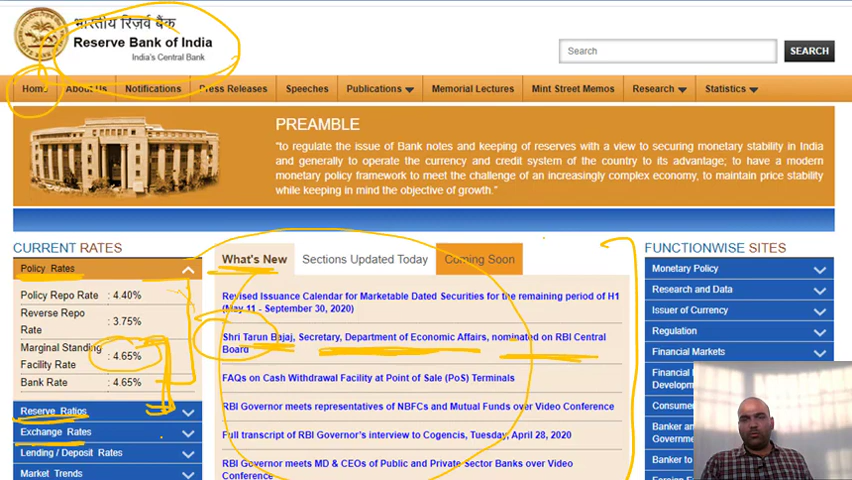 भारतीय रिज़र्व बैंक
Reserve Bank of India
India's Central Bank
Search
SEARCH
Home
About Us
Notifications
Press Releases
Speeches
Publications
Memorial Lectures
Mint Street Memos
Research
Statistics
PREAMBLE
"to regulate the issue of Bank notes and keeping of reserves with a view to securing monetary stability in India
and generally to operate the currency and credit system of the country to its advantage; to have a modern
monetary policy framework to meet the challenge of an increasingly complex economy, to maintain price stability
while keeping in mind the objective of growth."
CURRENT RATES
Policy Rates
Policy Repo Rate : 4.40%
Reverse Repo
Rate : 3.75%
Marginal Standing
Facility Rate : 4.65%
Bank Rate : 4.65%
Reserve Ratios
Exchange Rates
Lending / Deposit Rates
Market Trends
What's New
Sections Updated Today
Coming Soon
Revised Issuance Calendar for Marketable Dated Securities for the remaining period of H1
(May 11 - September 30, 2020)
Shri Tarun Bajaj, Secretary, Department of Economic Affairs, nominated on RBI Central
Board
FAQs on Cash Withdrawal Facility at Point of Sale (PoS) Terminals
RBI Governor meets representatives of NBFCs and Mutual Funds over Video Conference
Full transcript of RBI Governor's interview to Cogencis, Tuesday, April 28, 2020
RBI Governor meets MD & CEOs of Public and Private Sector Banks over Video
Conference
FUNCTIONWISE SITES
Monetary Policy
Research and Data
Issuer of Currency
Regulation
Financial Markets
Financial
Development
Consumer
Banker and
Governme
Banker to